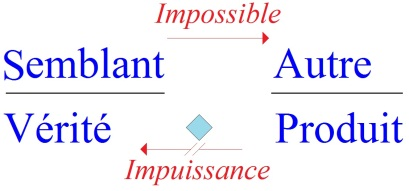 Impossible
Semblant Autre
Vérité Produit
Impuissance